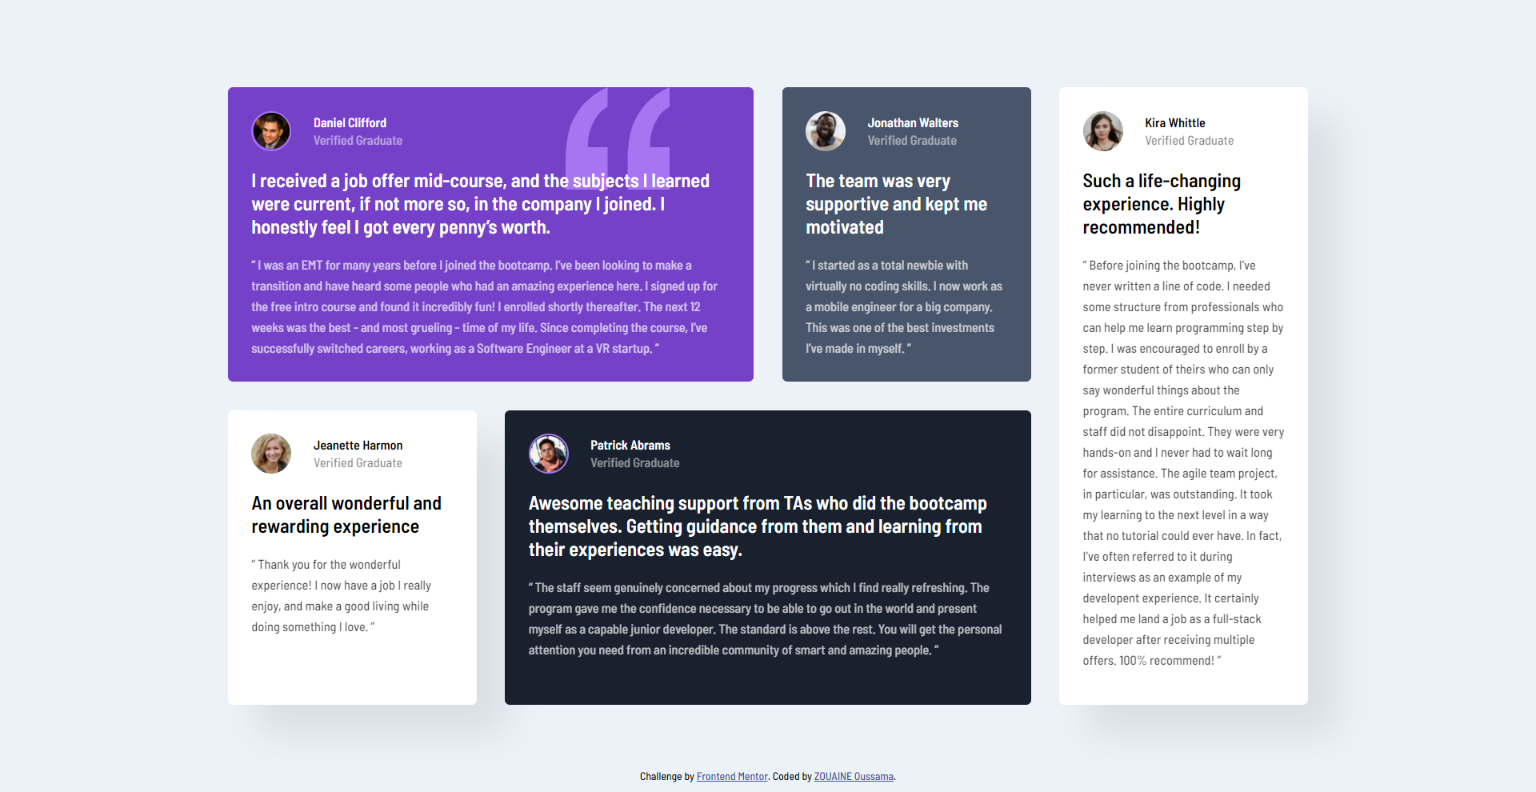 Daniel Clifford
Verified Graduate
I received a job offer mid-course, and the subjects I learned
were current, if not more so, in the company I joined. I
honestly feel I got every penny’s worth.
“ I was an EMT for many years before I joined the bootcamp. I’ve been looking to make a
transition and have heard some people who had an amazing experience here. I signed up for
the free intro course and found it incredibly fun! I enrolled shortly thereafter. The next 12
weeks was the best - and most grueling - time of my life. Since completing the course, I’ve
successfully switched careers, working as a Software Engineer at a VR startup. ”
Jonathan Walters
Verified Graduate
The team was very
supportive and kept me
motivated
“ I started as a total newbie with
virtually no coding skills. I now work as
a mobile engineer for a big company.
This was one of the best investments
I’ve made in myself. ”
Kira Whittle
Verified Graduate
Such a life-changing
experience. Highly
recommended!
“ Before joining the bootcamp, I’ve
never written a line of code. I needed
some structure from professionals who
can help me learn programming step by
step. I was encouraged to enroll by a
former student of theirs who can only
say wonderful things about the
program. The entire curriculum and
staff did not disappoint. They were very
hands-on and I never had to wait long
for assistance. The agile team project,
in particular, was outstanding. It took
my learning to the next level in a way
that no tutorial could ever have. In fact,
I’ve often referred to it during
interviews as an example of my
developent experience. It certainly
helped me land a job as a full-stack
developer after receiving multiple
offers. 100% recommend! ”
Jeanette Harmon
Verified Graduate
An overall wonderful and
rewarding experience
“ Thank you for the wonderful
experience! I now have a job I really
enjoy, and make a good living while
doing something I love. ”
Patrick Abrams
Verified Graduate
Awesome teaching support from TAs who did the bootcamp
themselves. Getting guidance from them and learning from
their experiences was easy.
“ The staff seem genuinely concerned about my progress which I find really refreshing. The
program gave me the confidence necessary to be able to go out in the world and present
myself as a capable junior developer. The standard is above the rest. You will get the personal
attention you need from an incredible community of smart and amazing people. ”
Challenge by Frontend Mentor. Coded by ZOUAINE Oussama.